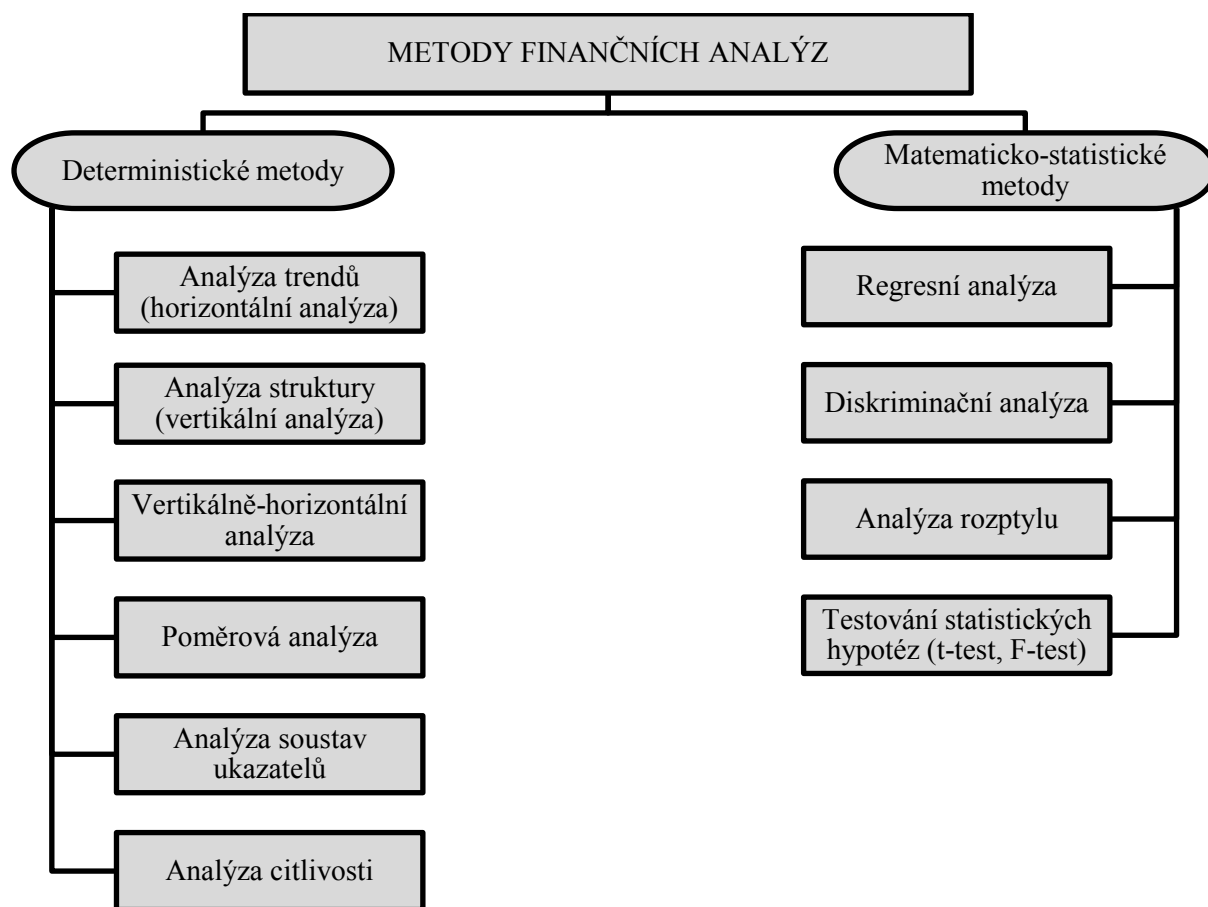 METODY FINANČNÍCH ANALÝZ
Deterministické metody
Analýza trendů
(horizontální analýza)
Analýza struktury
(vertikální analýza)
Vertikálně-horizontální
analýza
Poměrová analýza
Analýza soustav
ukazatelů
Analýza citlivosti
Matematicko-statistické
metody
Regresní analýza
Diskriminační analýza
Analýza rozptylu
Testování statistických
hypotéz (t-test, F-test)